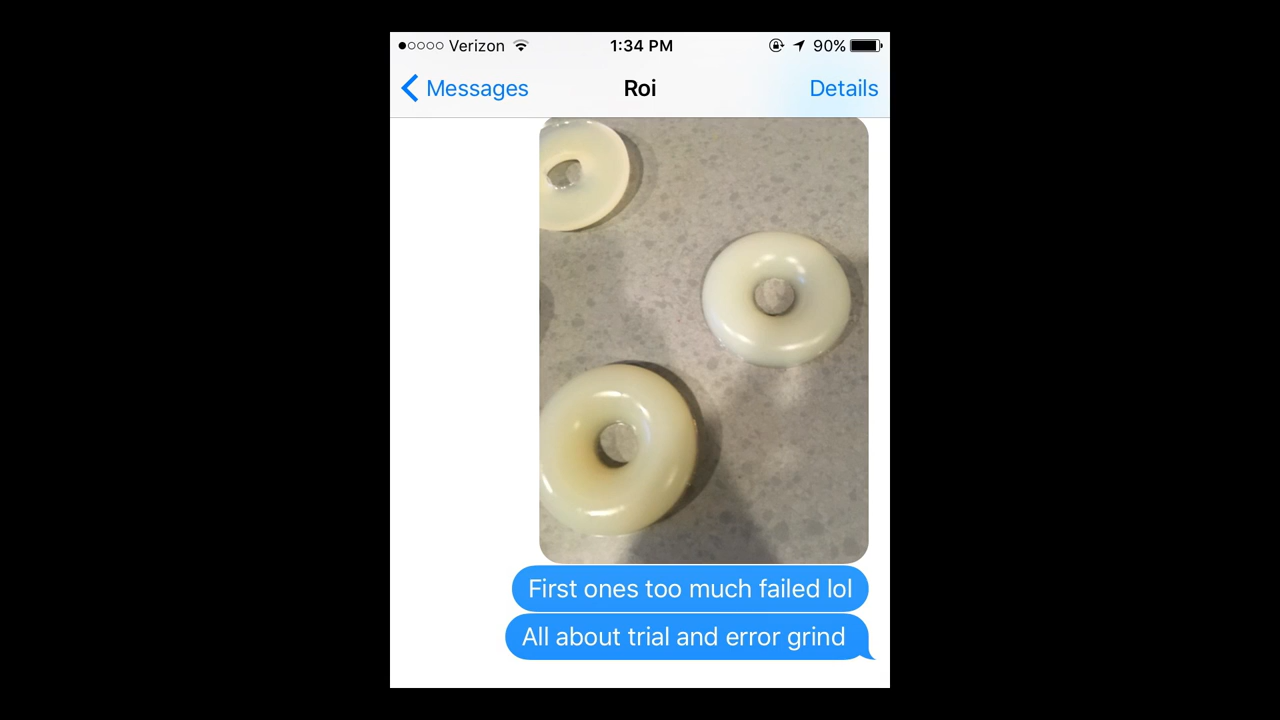 Verizon 1:34 PM 90%
Messages Roi Details
First ones too much failed lol
All about trial and error grind